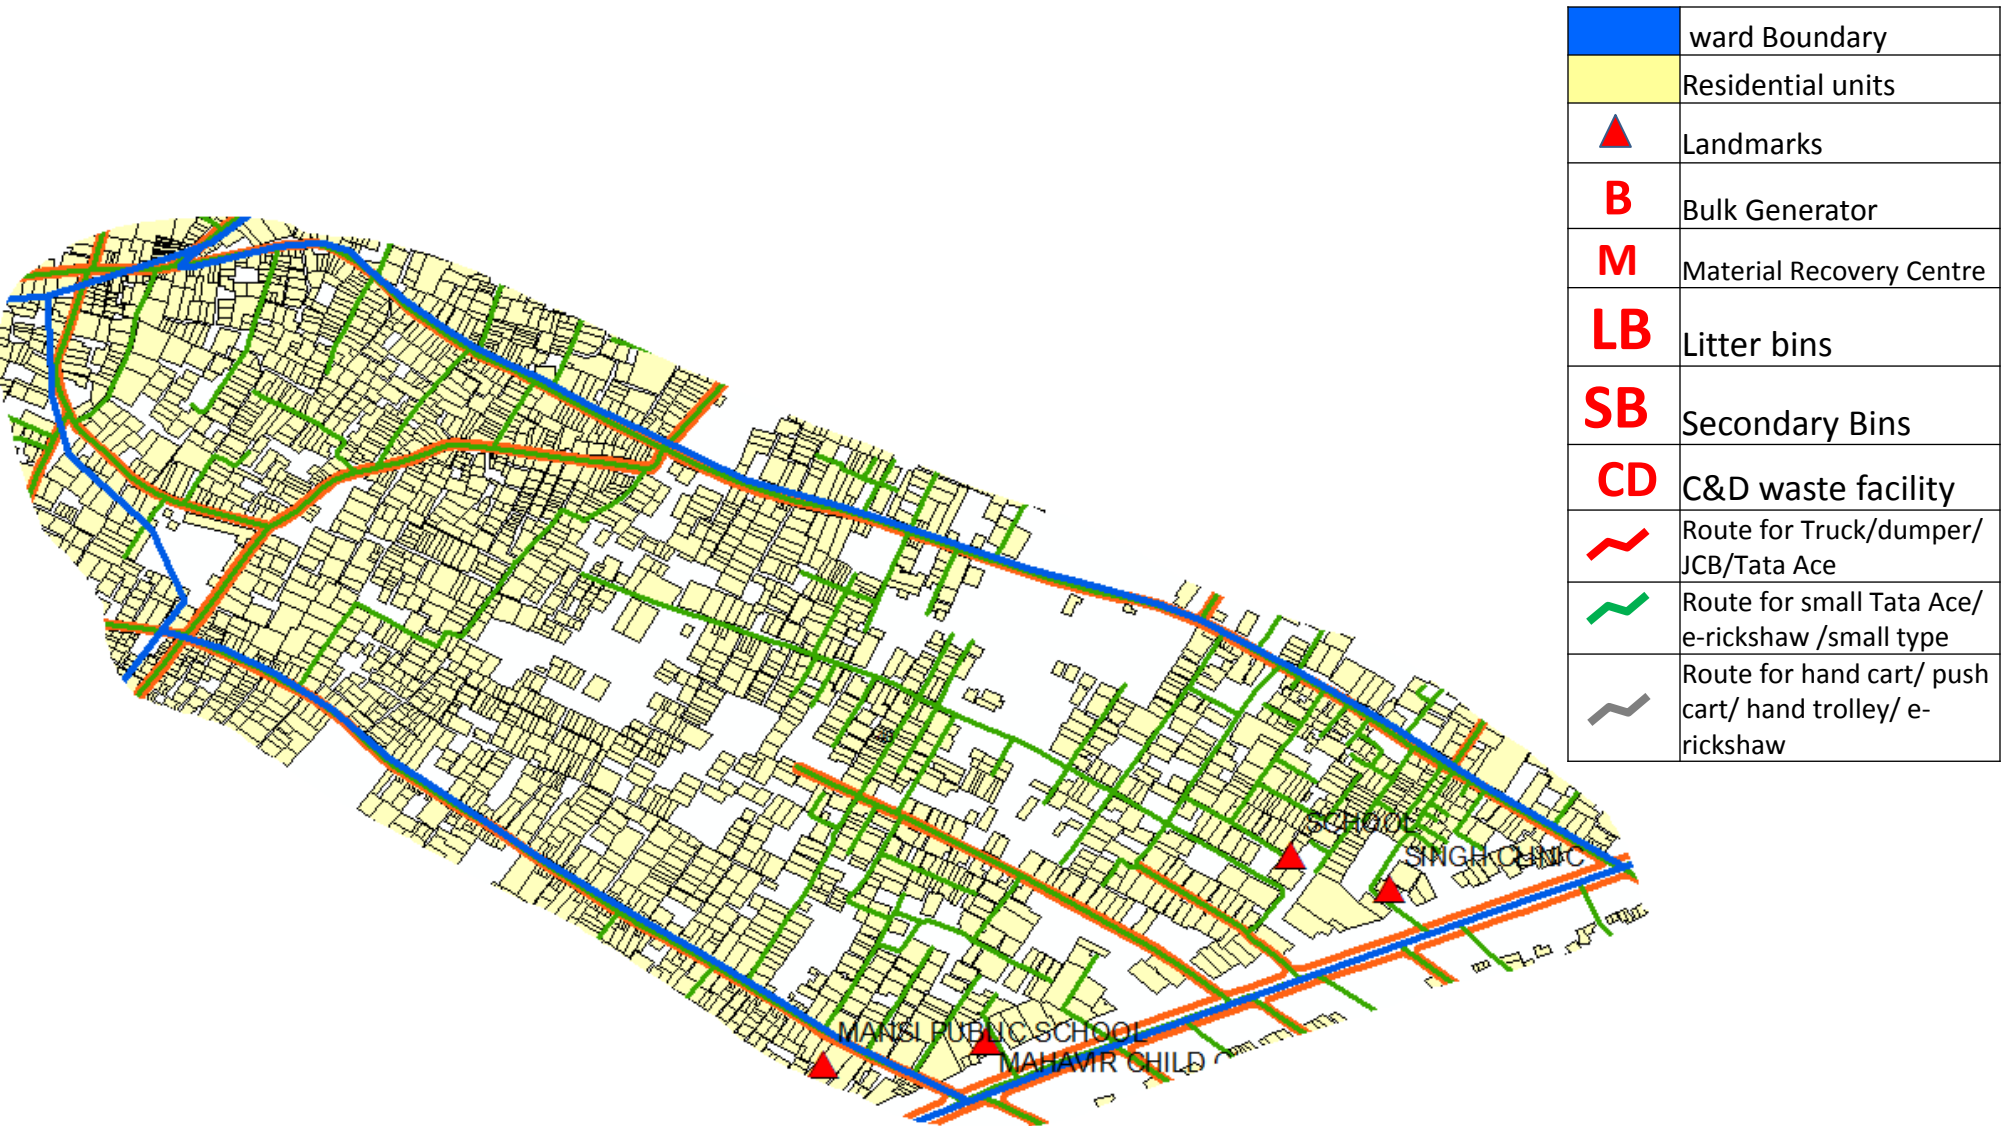 ward Boundary
Residential units
Landmarks
B
Bulk Generator
M
Material Recovery Centre
LB
Litter bins
SB
Secondary Bins
CD
C&D waste facility
Route for Truck/dumper/
JCB/Tata Ace
Route for small Tata Ace/
e-rickshaw /small type
Route for hand cart/ push
cart/ hand trolley/ e-
rickshaw
SCHOOL
SINGH CLINIC
MANSI PUBLIC SCHOOL
MAHAVIR CHILD